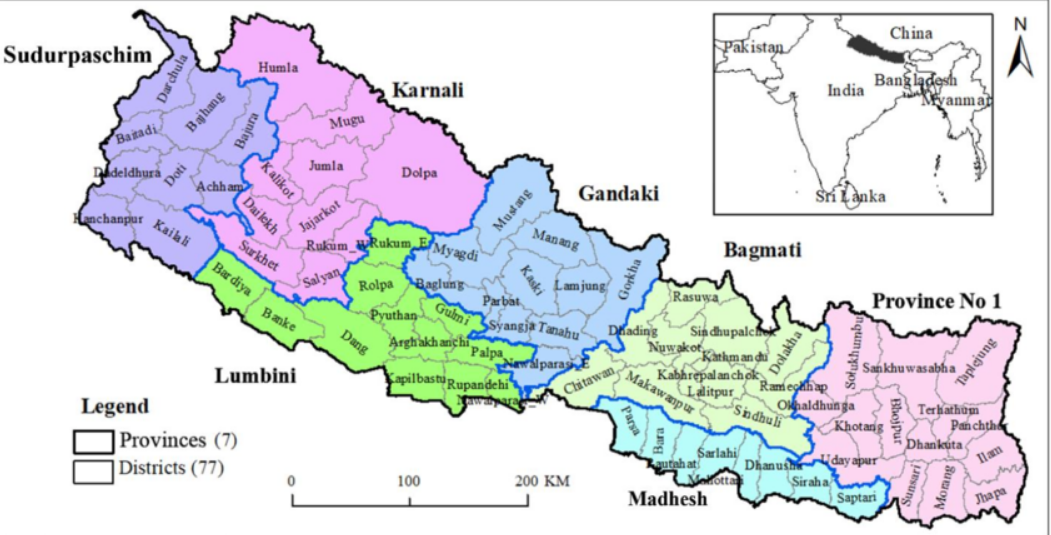 Sudurpaschim
Darchula
Bajhang
Baitadi
Bajura
Dadeldhura
Doti
Achham
Kanchanpur
Kailali
Karnali
Humla
Mugu
Jumla
Dolpa
Kalikot
Dailekh
Jajarkot
Rukum_W
Surkhet
Salyan
Gandaki
Mustang
Manang
Myagdi
Kaski
Lamjung
Gorkha
Baglung
Parbat
Syangja
Tanahu
Nawalparasi_E
Lumbini
Rukum_E
Rolpa
Bardiya
Banke
Dang
Pyuthan
Gulmi
Arghakhanchi
Palpa
Kapilbastu
Rupandehi
Nawalparasi_W
Bagmati
Rasuwa
Dhading
Nuwakot
Sindhupalchok
Kathmandu
Dolakha
Kabhrepalanchok
Lalitpur
Ramechhap
Chitawan
Makawanpur
Sindhuli
Madhesh
Parsa
Bara
Rautahat
Sarlahi
Mahottari
Dhanusha
Siraha
Saptari
Province No 1
Solukhumbu
Sankhuwasabha
Taplejung
Okhaldhunga
Khotang
Bhojpur
Terhathum
Panchtha
Dhankuta
Ilam
Udayapur
Sunsari
Morang
Jhapa
Pakistan
China
India
Bangladesh
Myanmar
Sri Lanka
N
Legend
Provinces (7)
Districts (77)
0 100 200 KM